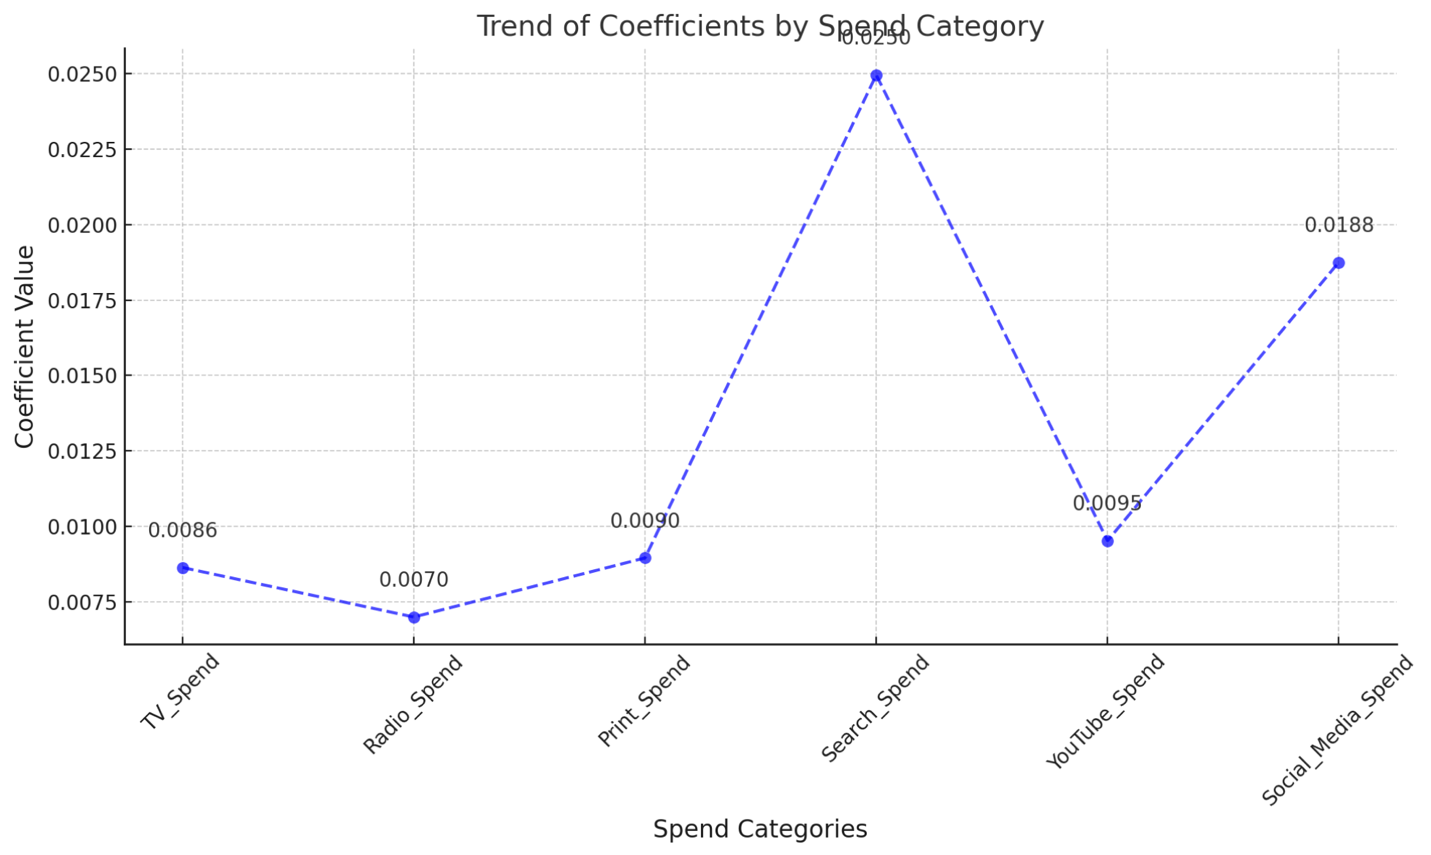 Trend of Coefficients by Spend Category
0.0250
0.0250
0.0225
0.0200
0.0188
0.0175
0.0150
0.0125
0.0100
0.0086
0.0070
0.0090
0.0095
0.0075
Coefficient Value
TV_Spend
Radio_Spend
Print_Spend
Search_Spend
YouTube_Spend
Social_Media_Spend
Spend Categories